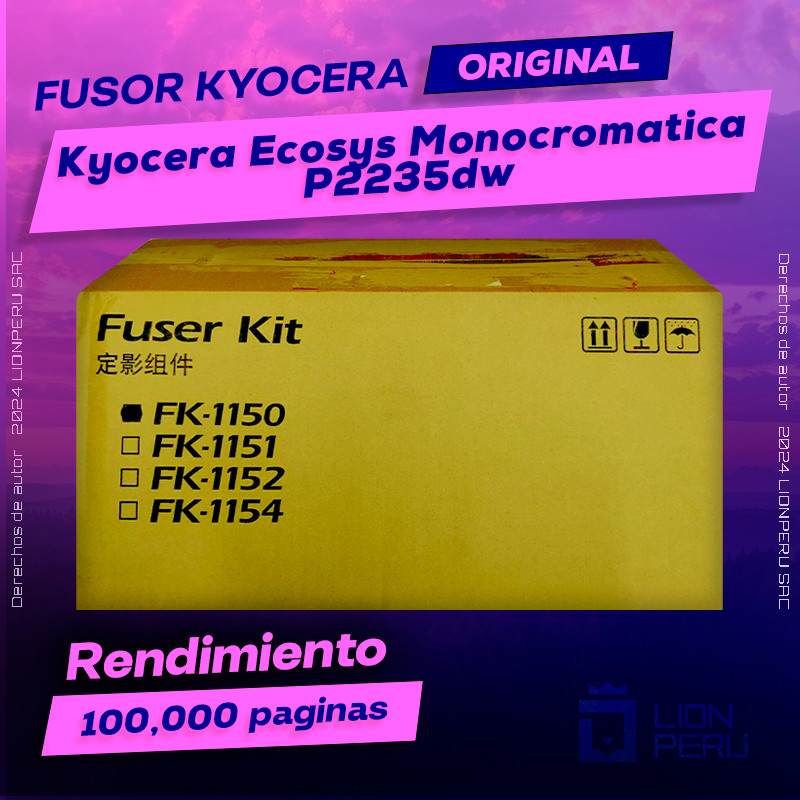 FUSOR KYOCERA ORIGINAL
Kyocera Ecosys Monocromatica
P2235dw
Fuser Kit
定影组件
FK-1150
FK-1151
FK-1152
FK-1154
Derechos de autor 2024 LIONPERU SAC
Derechos de autor 2024 LIONPERU SAC
Rendimiento
100,000 paginas
LION
PERU